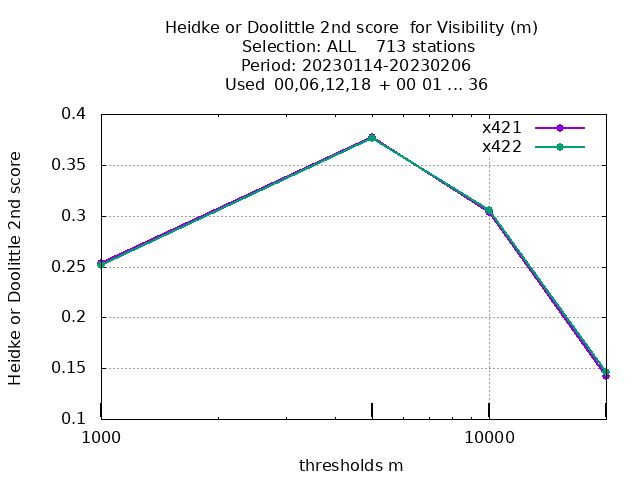 Heidke or Doolittle 2nd score  for Visibility (m)
Selection: ALL    713 stations
Period: 20230114-20230206
Used  00,06,12,18 + 00 01 ... 36
x421
x422
0.4
0.35
0.3
0.25
0.2
0.15
0.1
Heidke or Doolittle 2nd score
1000
10000
thresholds m